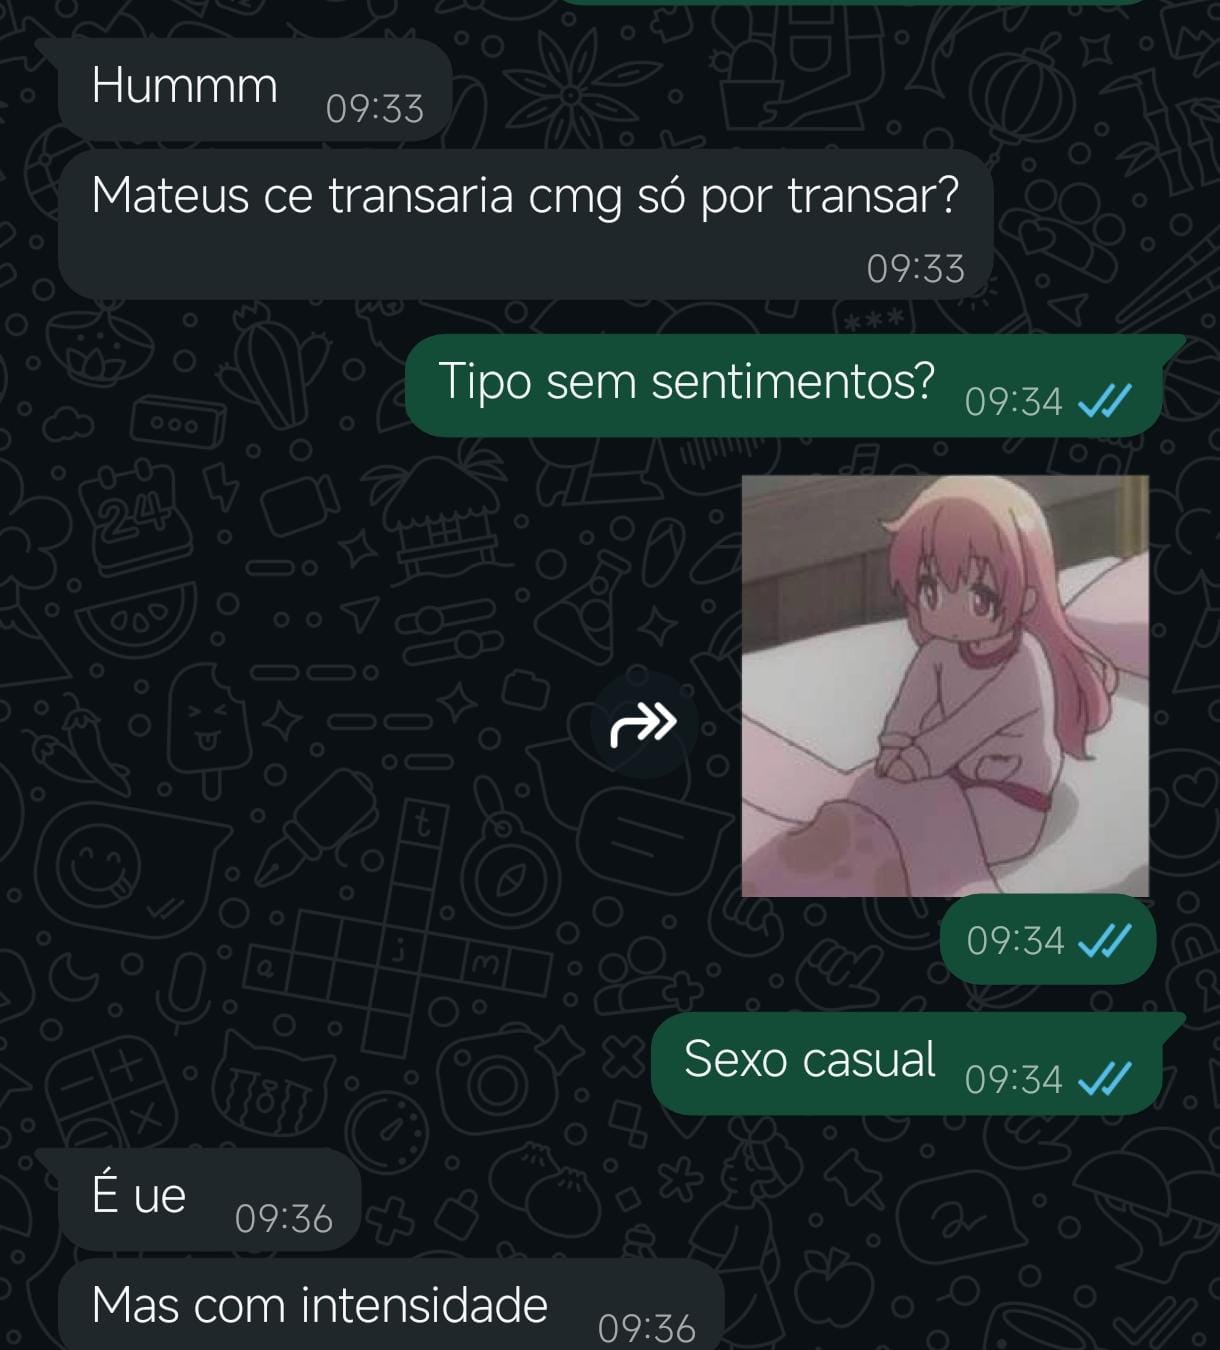 Hummm
09:33
Mateus ce transaria cmg só por transar?
09:33
Tipo sem sentimentos?
09:34
09:34
Sexo casual
09:34
É ue
09:36
Mas com intensidade
09:36